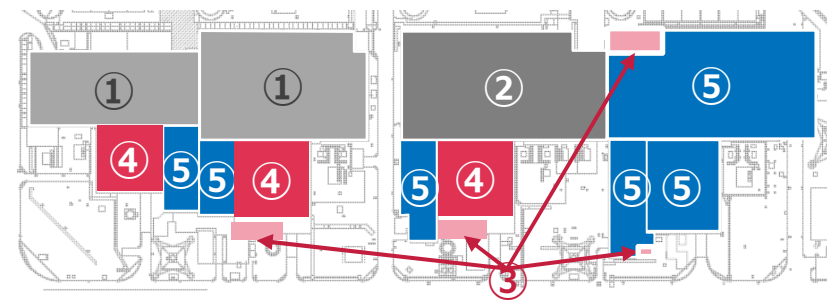 ① ① ② ⑤
④ ⑤ ⑤ ④ ⑤ ④ ⑤ ⑤
③